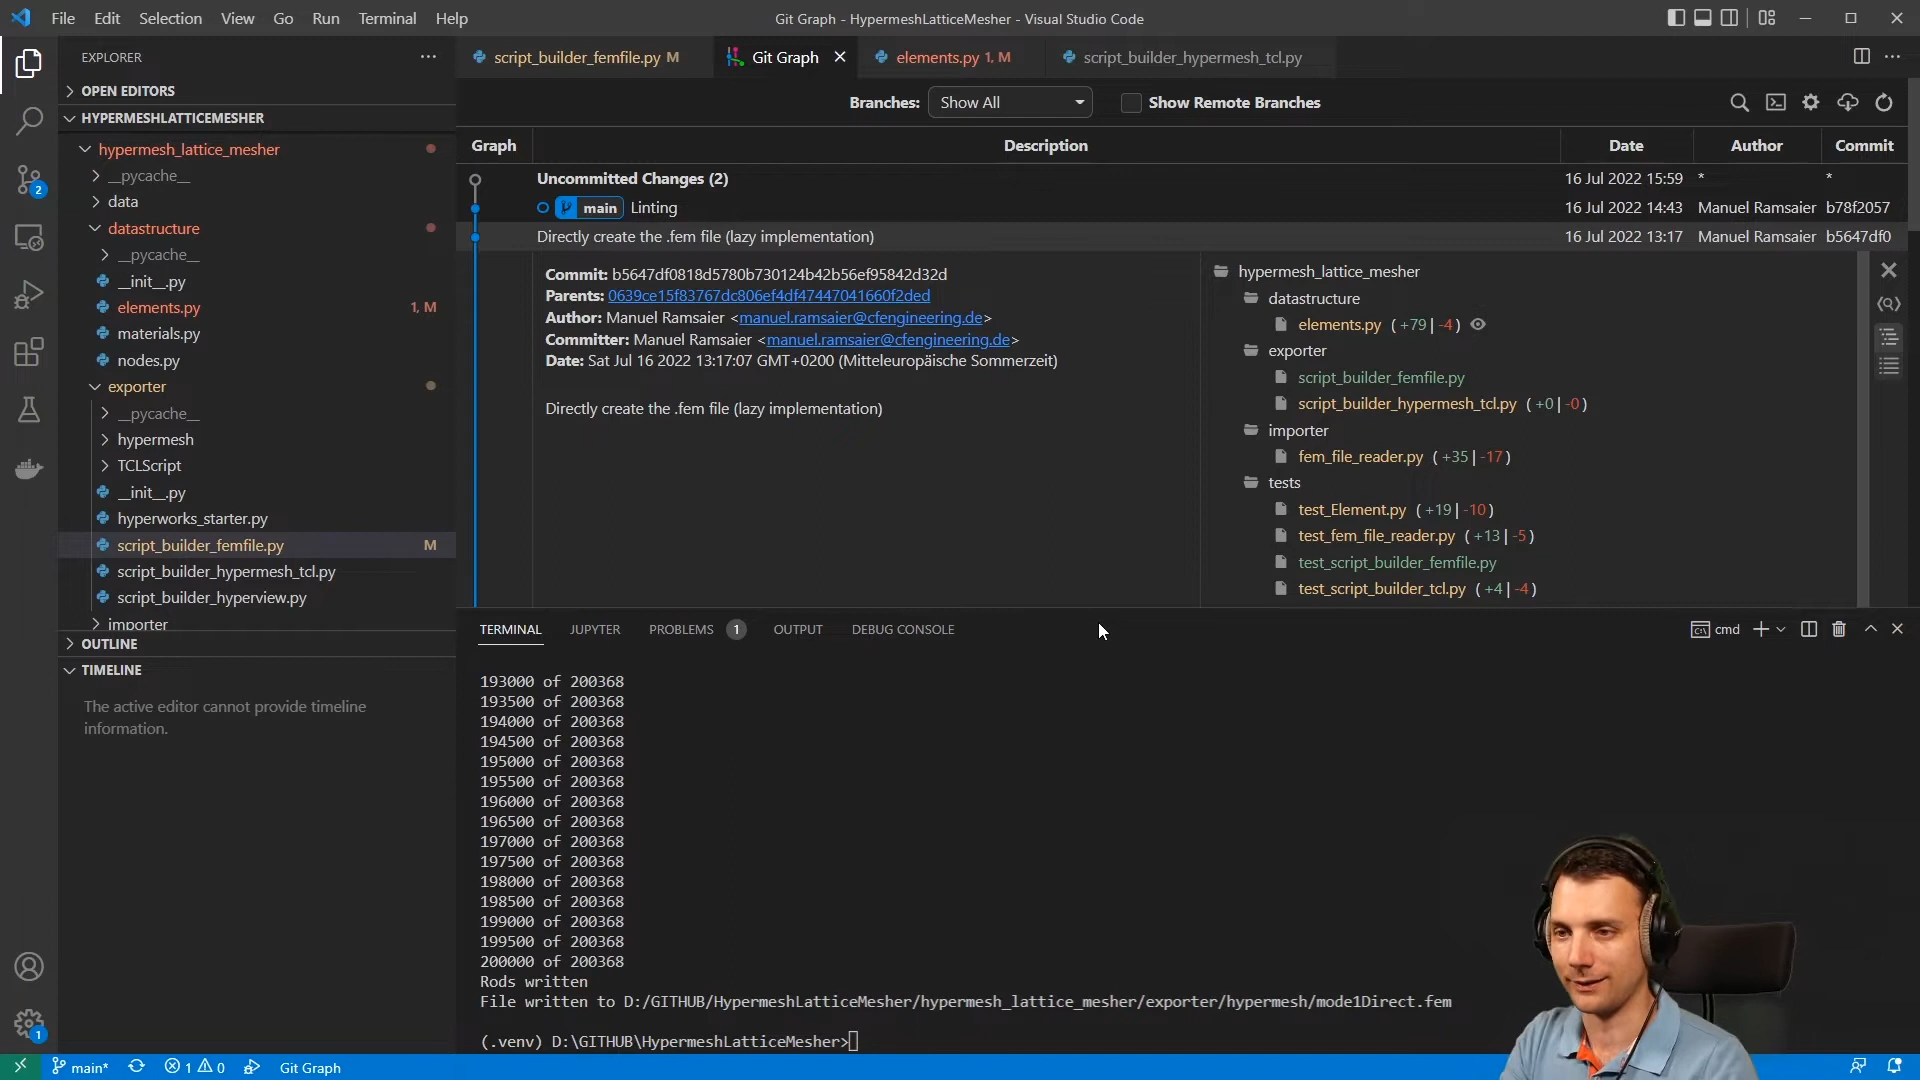 File Edit Selection View Go Run Terminal Help
Git Graph - HypermeshLatticeMesher - Visual Studio Code
EXPLORER
script_builder_femfile.py M
Git Graph
elements.py 1, M
script_builder_hypermesh_tcl.py
OPEN EDITORS
HYPERMESHLATTICEMESHER
hypermesh_lattice_mesher
__pycache__
data
datastructure
__pycache__
__init__.py
elements.py 1, M
materials.py
nodes.py
exporter
__pycache__
hypermesh
TCLScript
__init__.py
hyperworks_starter.py
script_builder_femfile.py M
script_builder_hypermesh_tcl.py
script_builder_hyperview.py
importer
OUTLINE
TIMELINE
The active editor cannot provide timeline
information.
2
1
Branches: Show All Show Remote Branches
Graph Description Date Author Commit
Uncommitted Changes (2) 16 Jul 2022 15:59 * *
main Linting 16 Jul 2022 14:43 Manuel Ramsaier b78f2057
Directly create the .fem file (lazy implementation) 16 Jul 2022 13:17 Manuel Ramsaier b5647df0
Commit: b5647df0818d5780b730124b42b56ef95842d32d
Parents: 0639ce15f83767dc806ef4df47447041660f2ded
Author: Manuel Ramsaier <manuel.ramsaier@cfengineering.de>
Committer: Manuel Ramsaier <manuel.ramsaier@cfengineering.de>
Date: Sat Jul 16 2022 13:17:07 GMT+0200 (Mitteleuropäische Sommerzeit)
Directly create the .fem file (lazy implementation)
hypermesh_lattice_mesher
datastructure
elements.py (+79|-4)
exporter
script_builder_femfile.py
script_builder_hypermesh_tcl.py (+0|-0)
importer
fem_file_reader.py (+35|-17)
tests
test_Element.py (+19|-10)
test_fem_file_reader.py (+13|-5)
test_script_builder_femfile.py
test_script_builder_tcl.py (+4|-4)
TERMINAL JUPYTER PROBLEMS 1 OUTPUT DEBUG CONSOLE
cmd
193000 of 200368
193500 of 200368
194000 of 200368
194500 of 200368
195000 of 200368
195500 of 200368
196000 of 200368
196500 of 200368
197000 of 200368
197500 of 200368
198000 of 200368
198500 of 200368
199000 of 200368
199500 of 200368
200000 of 200368
Rods written
File written to D:/GITHUB/HypermeshLatticeMesher/hypermesh_lattice_mesher/exporter/hypermesh/mode1Direct.fem
(.venv) D:\GITHUB\HypermeshLatticeMesher>
main* 1 0 Git Graph